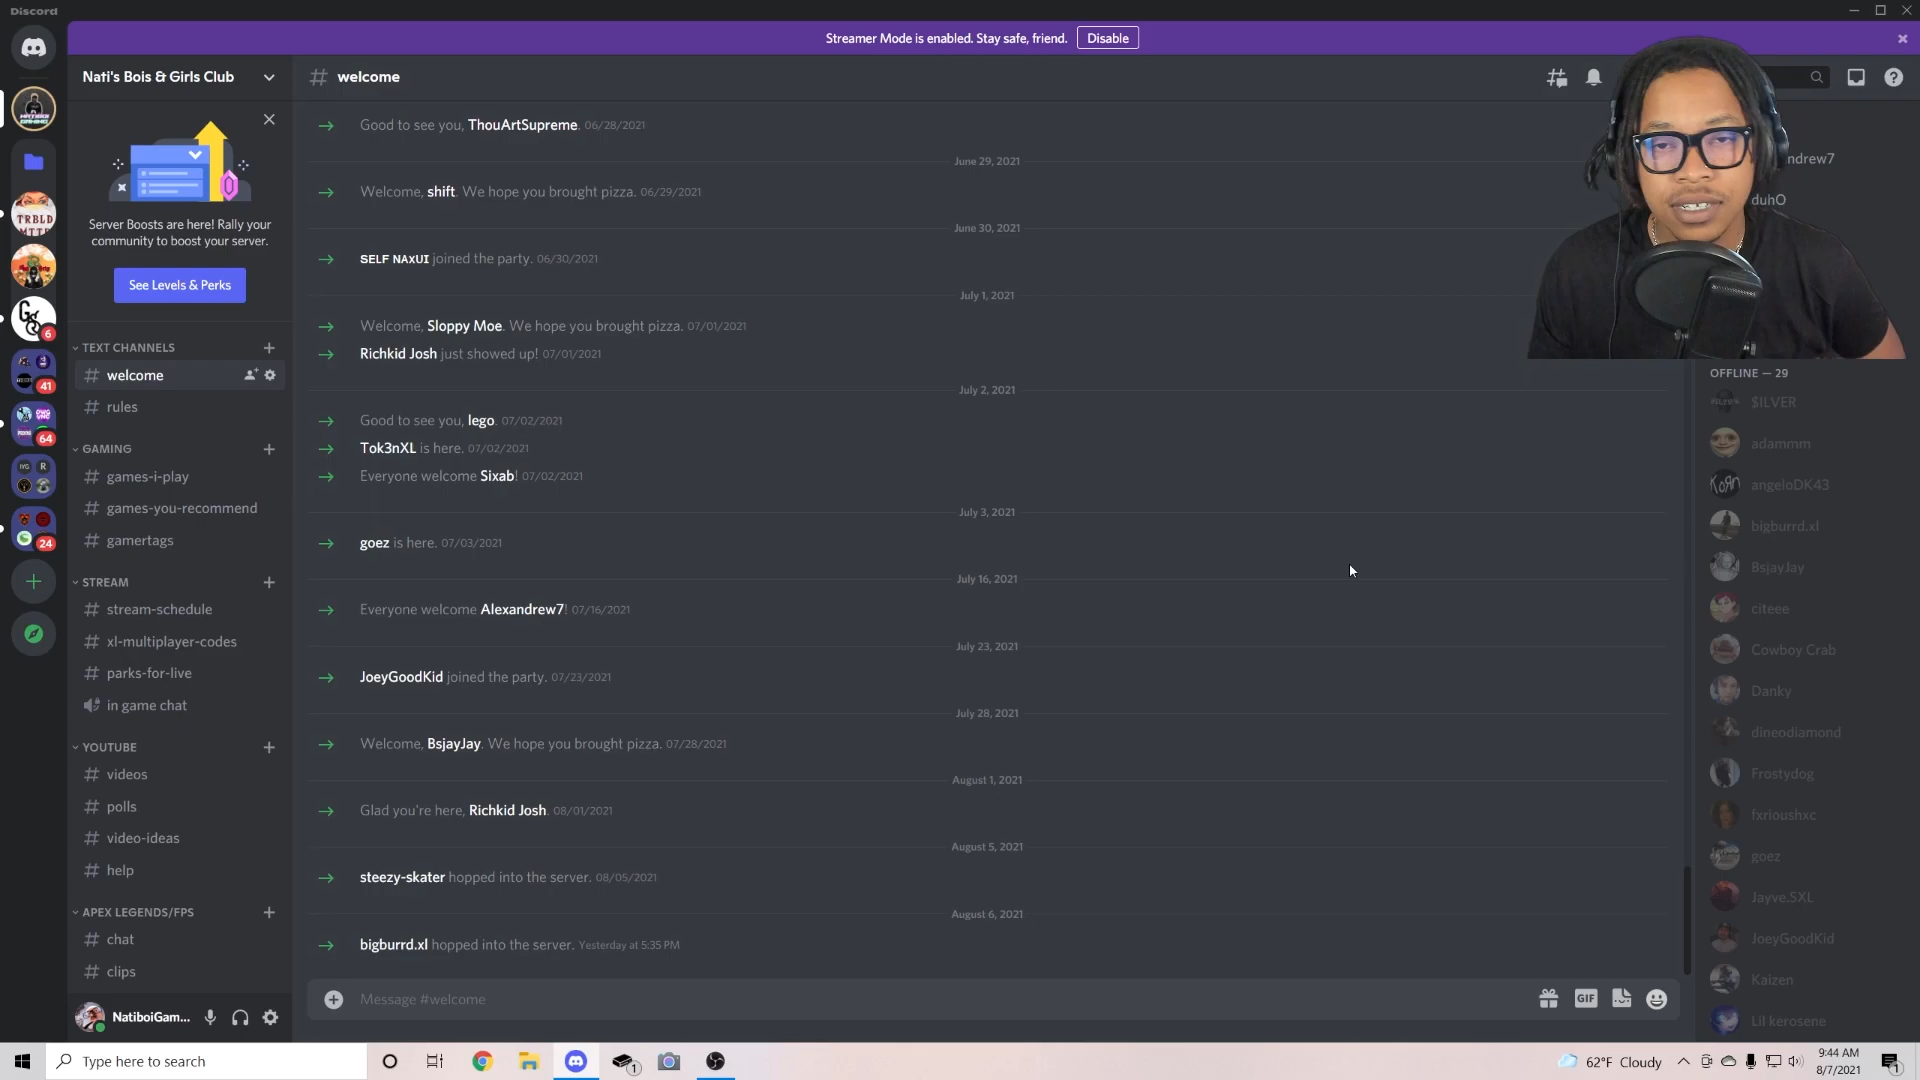 Discord
Streamer Mode is enabled. Stay safe, friend.
Disable
Nati's Bois & Girls Club
welcome
Server Boosts are here! Rally your
community to boost your server.
See Levels & Perks
TEXT CHANNELS
welcome
rules
GAMING
games-i-play
games-you-recommend
gamertags
STREAM
stream-schedule
xl-multiplayer-codes
parks-for-live
in game chat
YOUTUBE
videos
polls
video-ideas
help
APEX LEGENDS/FPS
chat
clips
NatiboiGam...
TRBLD
6
41
64
IVG R
24
Good to see you, ThouArtSupreme. 06/28/2021
June 29, 2021
Welcome, shift. We hope you brought pizza. 06/29/2021
June 30, 2021
SELF NAxUI joined the party. 06/30/2021
July 1, 2021
Welcome, Sloppy Moe. We hope you brought pizza. 07/01/2021
Richkid Josh just showed up! 07/01/2021
July 2, 2021
Good to see you, lego. 07/02/2021
Tok3nXL is here. 07/02/2021
Everyone welcome Sixab! 07/02/2021
July 3, 2021
goez is here. 07/03/2021
July 16, 2021
Everyone welcome Alexandrew7! 07/16/2021
July 23, 2021
JoeyGoodKid joined the party. 07/23/2021
July 28, 2021
Welcome, BsjayJay. We hope you brought pizza. 07/28/2021
August 1, 2021
Glad you're here, Richkid Josh. 08/01/2021
August 5, 2021
steezy-skater hopped into the server. 08/05/2021
August 6, 2021
bigburrd.xl hopped into the server. Yesterday at 5:35 PM
Message #welcome
GIF
ndrew7
duhO
OFFLINE — 29
$ILVER
adammm
angeloDK43
bigburrd.xl
BsjayJay
citeee
Cowboy Crab
Danky
dineodiamond
Frostydog
fxrioushxc
goez
Jayve.SXL
JoeyGoodKid
Kaizen
Lil kerosene
Type here to search
1
62°F Cloudy
9:44 AM
8/7/2021
1